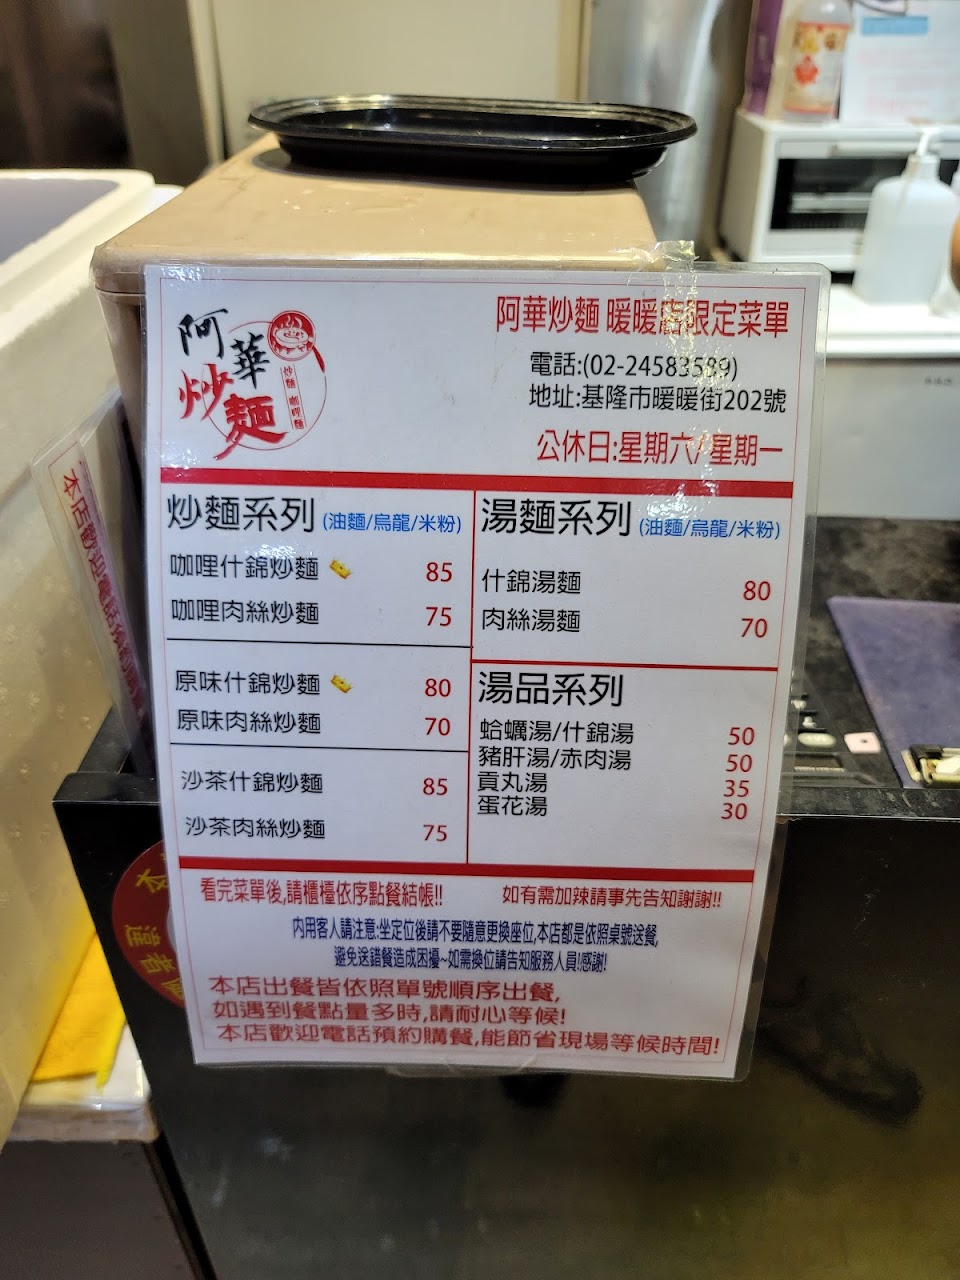 阿華炒麵
炒麵 咖哩麵
阿華炒麵 暖暖店限定菜單
電話:(02-24583589)
地址:基隆市暖暖街202號
公休日:星期六/星期一
炒麵系列 (油麵/烏龍/米粉)
咖哩什錦炒麵 85
咖哩肉絲炒麵 75
原味什錦炒麵 80
原味肉絲炒麵 70
沙茶什錦炒麵 85
沙茶肉絲炒麵 75
湯麵系列 (油麵/烏龍/米粉)
什錦湯麵 80
肉絲湯麵 70
湯品系列
蛤蠣湯/什錦湯 50
豬肝湯/赤肉湯 50
貢丸湯 35
蛋花湯 30
看完菜單後,請櫃檯依序點餐結帳!!
如有需加辣請事先告知謝謝!!
內用客人請注意:坐定位後請不要隨意更換座位,本店都是依照桌號送餐,
避免送錯餐造成困擾~如需換位請告知服務人員!感謝!
本店出餐皆依照單號順序出餐,
如遇到餐點量多時,請耐心等候!
本店歡迎電話預約購餐,能節省現場等候時間!
本店歡迎電話預約